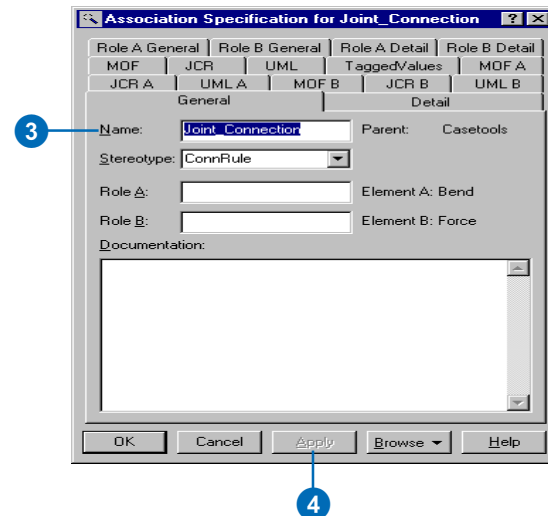 Association Specification for Joint_Connection
Role A General Role B General Role A Detail Role B Detail
MOF JCR UML TaggedValues MOF A
JCR A UML A MOF B JCR B UML B
General Detail
3 Name: Joint_Connection Parent: Casetools
Stereotype: ConnRule
Role A: Element A: Bend
Role B: Element B: Force
Documentation:
OK Cancel Apply Browse Help
4